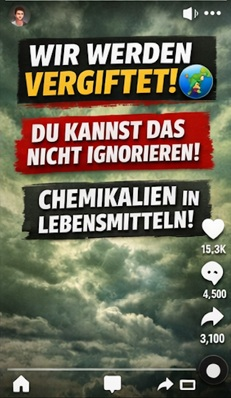 WIR WERDEN
VERGIFTET!
DU KANNST DAS
NICHT IGNORIEREN!
CHEMIKALIEN IN
LEBENSMITTELN!
15,3K
4,500
3,100